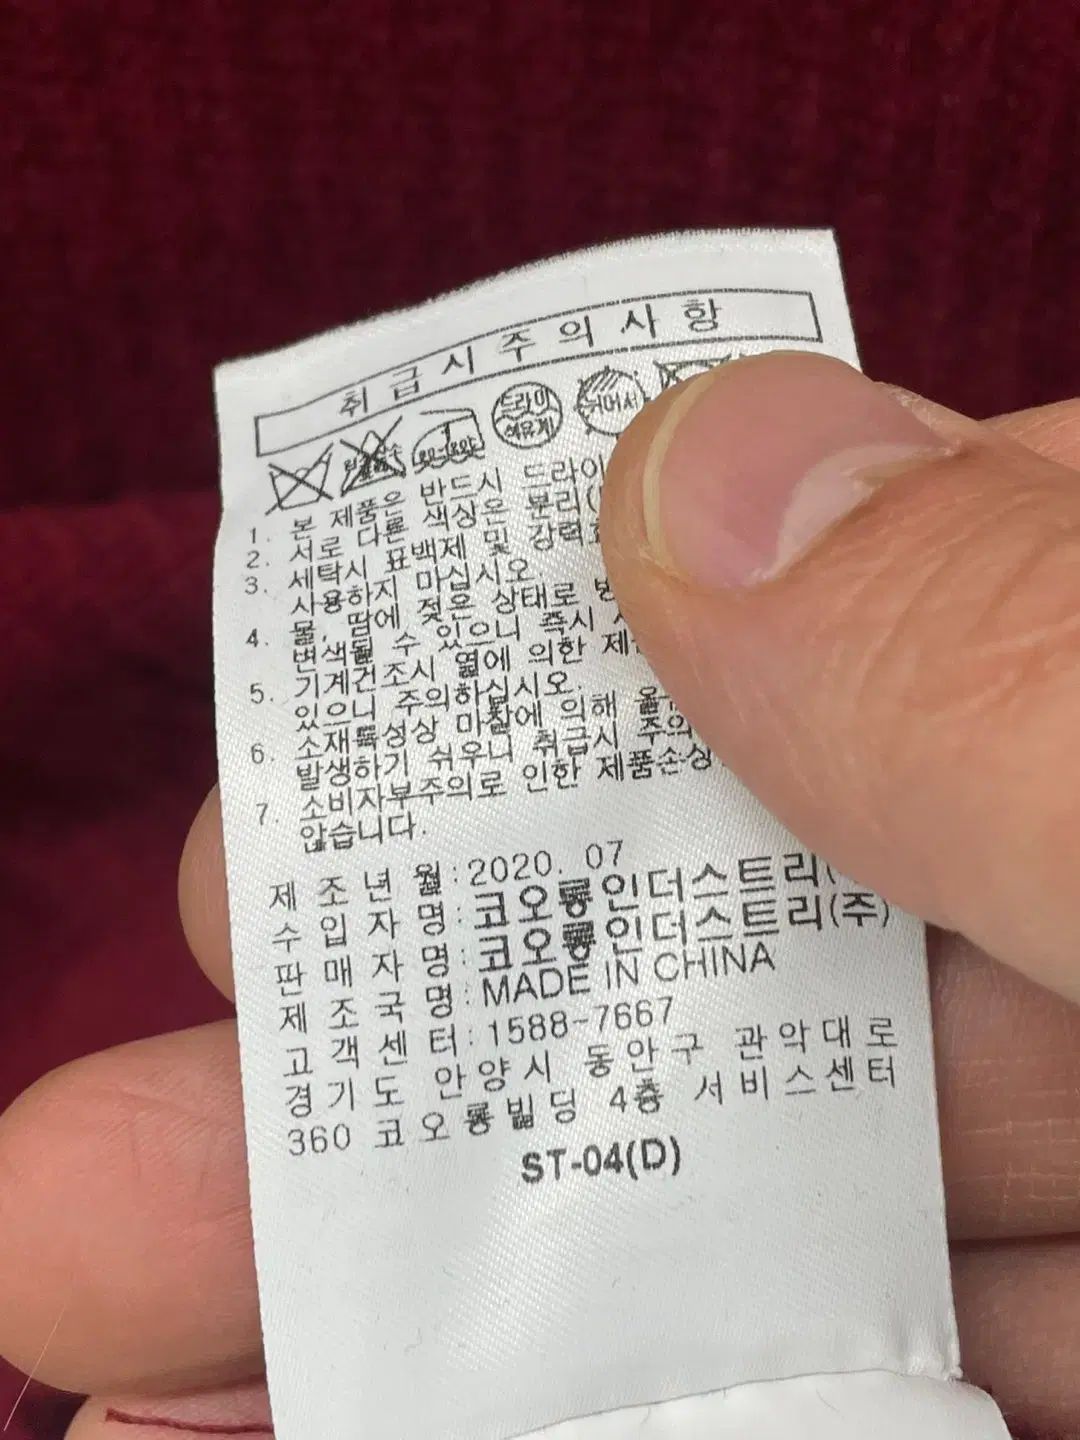 취급시주의사항
드라이
석유계
1. 본 제품은 반드시 드라이
2. 서로 다른 색상은 분리(
3. 세탁시 표백제 및 강력
사용하지 마십시오
4. 물, 땀에 젖은 상태로
변색될 수 있으니 즉시
5. 기계건조시 열에 의한
있으니 주의하십시오.
6. 소재특성상 마찰에 의해
발생하기 쉬우니 취급시 주의
7. 소비자부주의로 인한 제품손상
않습니다.
제 조 년 월:2020. 07
수 입 자 명:코오롱인더스트리(
판 매 자 명:코오롱인더스트리(주)
제 조 국 명:MADE IN CHINA
고 객 센 터:1588-7667
경기도 안양시 동안구 관악대로
360 코오롱빌딩 4층 서비스센터
ST-04(D)